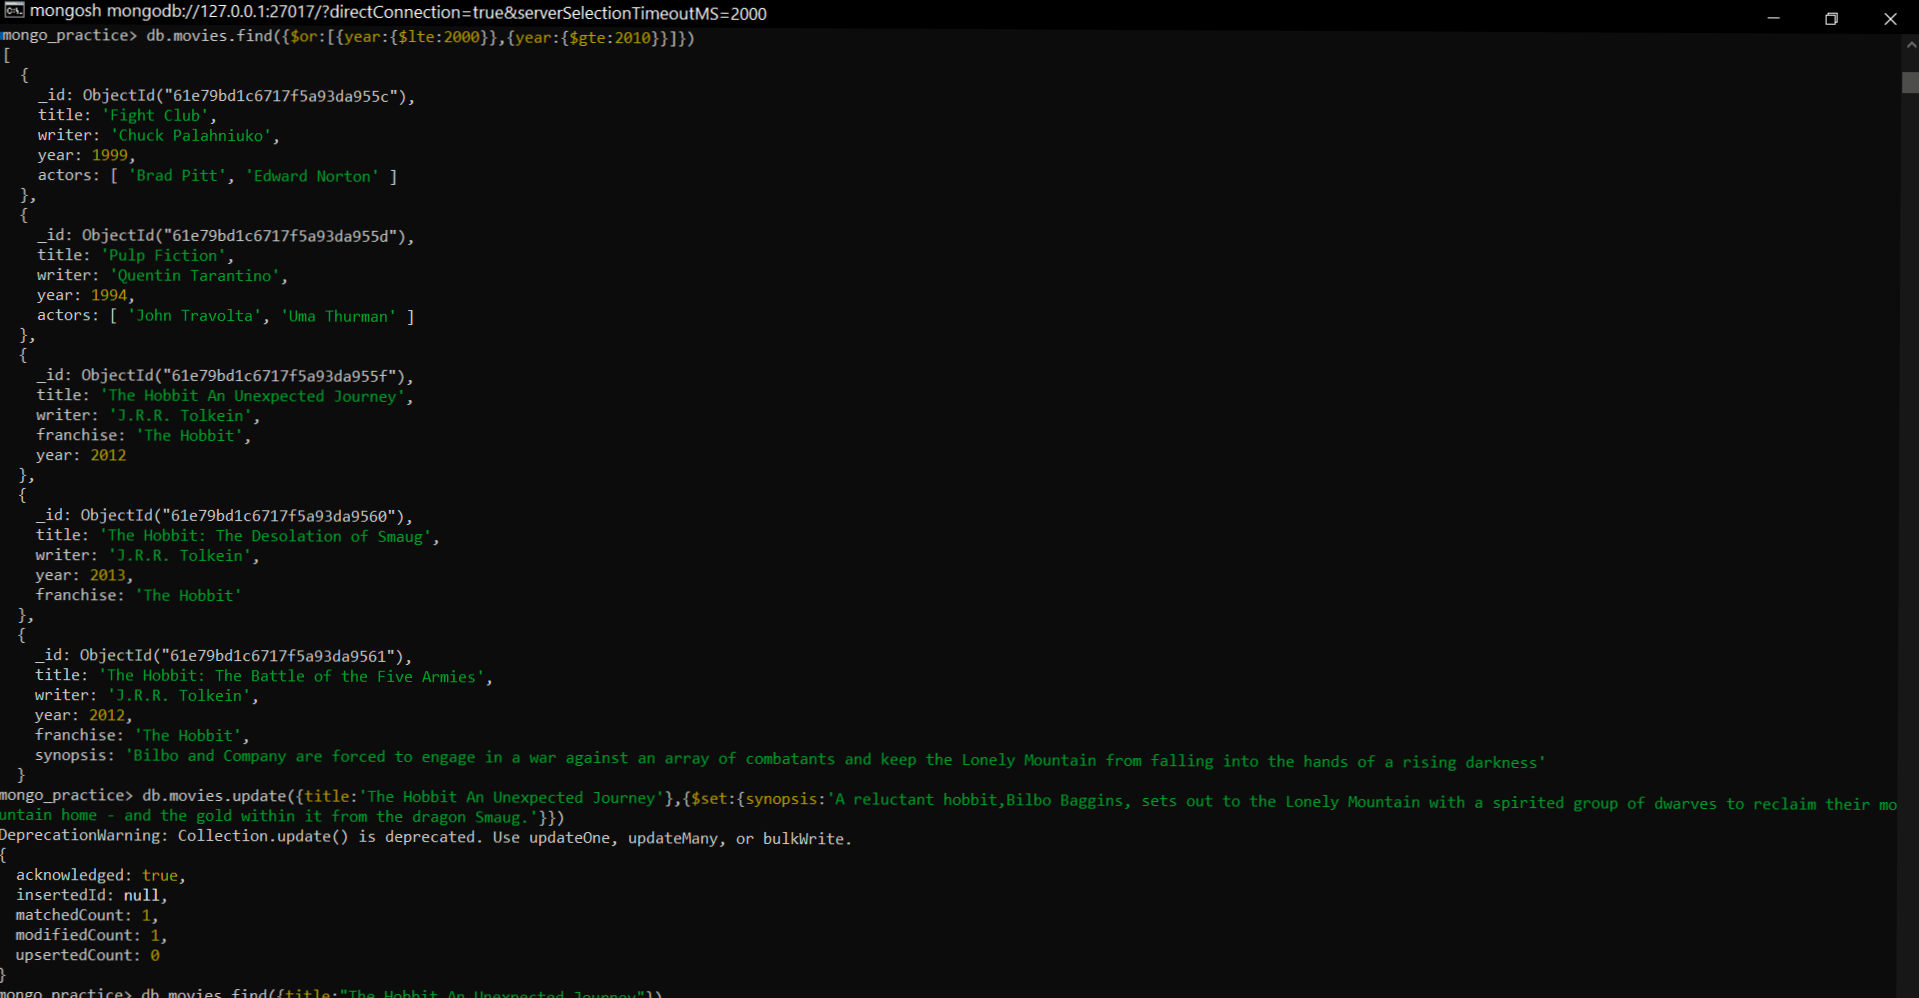 mongosh mongodb://127.0.0.1:27017/?directConnection=true&serverSelectionTimeoutMS=2000
mongo_practice> db.movies.find({$or:[{year:{$lte:2000}},{year:{$gte:2010}}]})
[
  {
    _id: ObjectId("61e79bd1c6717f5a93da955c"),
    title: 'Fight Club',
    writer: 'Chuck Palahniuko',
    year: 1999,
    actors: [ 'Brad Pitt', 'Edward Norton' ]
  },
  {
    _id: ObjectId("61e79bd1c6717f5a93da955d"),
    title: 'Pulp Fiction',
    writer: 'Quentin Tarantino',
    year: 1994,
    actors: [ 'John Travolta', 'Uma Thurman' ]
  },
  {
    _id: ObjectId("61e79bd1c6717f5a93da955f"),
    title: 'The Hobbit An Unexpected Journey',
    writer: 'J.R.R. Tolkein',
    franchise: 'The Hobbit',
    year: 2012
  },
  {
    _id: ObjectId("61e79bd1c6717f5a93da9560"),
    title: 'The Hobbit: The Desolation of Smaug',
    writer: 'J.R.R. Tolkein',
    year: 2013,
    franchise: 'The Hobbit'
  },
  {
    _id: ObjectId("61e79bd1c6717f5a93da9561"),
    title: 'The Hobbit: The Battle of the Five Armies',
    writer: 'J.R.R. Tolkein',
    year: 2012,
    franchise: 'The Hobbit',
    synopsis: 'Bilbo and Company are forced to engage in a war against an array of combatants and keep the Lonely Mountain from falling into the hands of a rising darkness'
  }
mongo_practice> db.movies.update({title:'The Hobbit An Unexpected Journey'},{$set:{synopsis:'A reluctant hobbit,Bilbo Baggins, sets out to the Lonely Mountain with a spirited group of dwarves to reclaim their mo
untain home - and the gold within it from the dragon Smaug.'}})
DeprecationWarning: Collection.update() is deprecated. Use updateOne, updateMany, or bulkWrite.
{
  acknowledged: true,
  insertedId: null,
  matchedCount: 1,
  modifiedCount: 1,
  upsertedCount: 0
}
mongo_practice> db.movies.find({title:"The Hobbit An Unexpected Journey"})